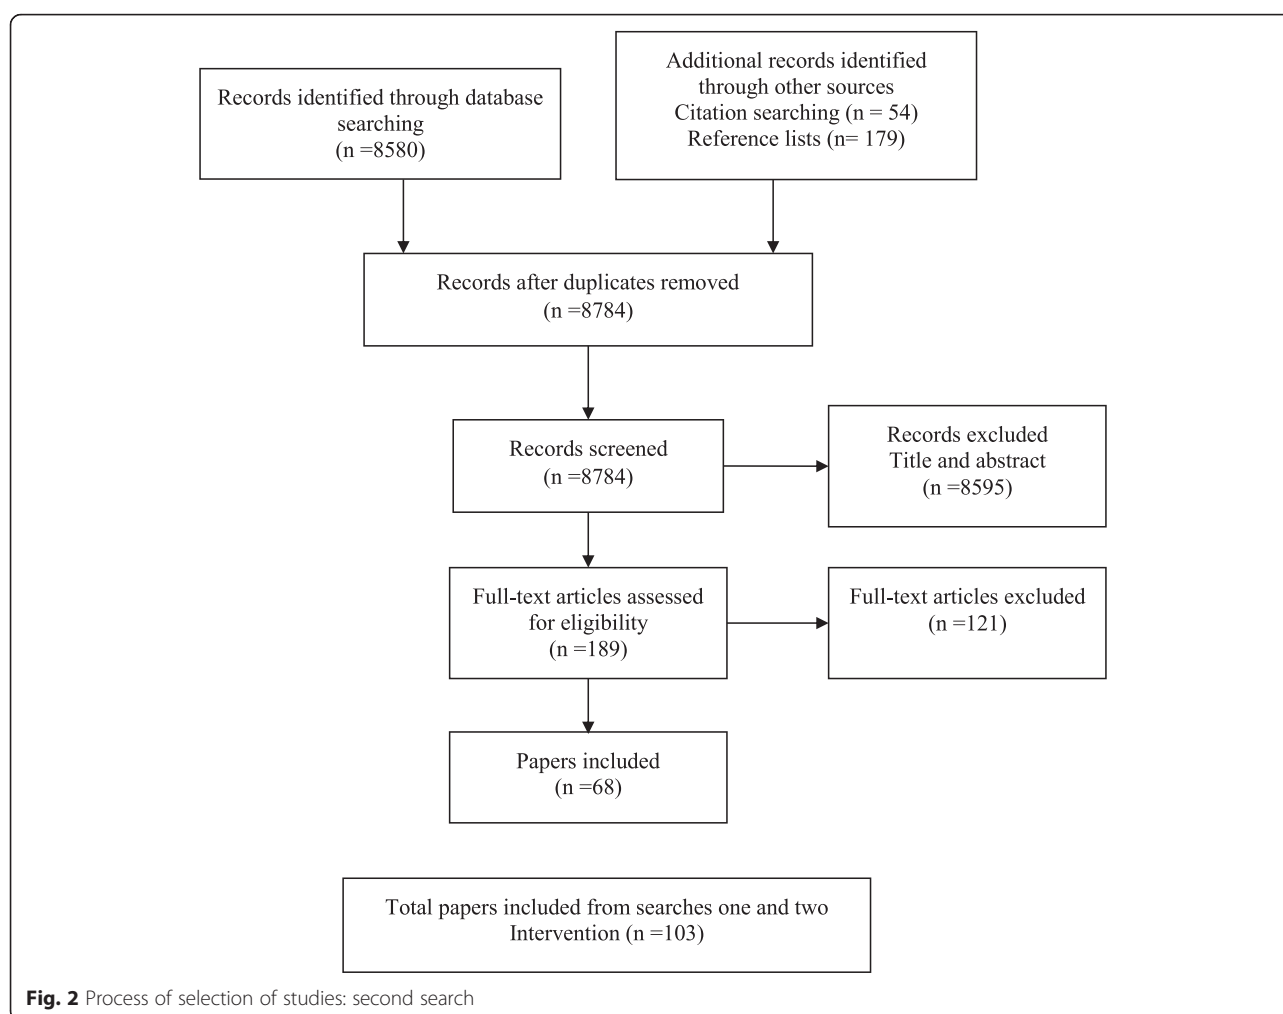 Records identified through database
searching
(n =8580)
Additional records identified
through other sources
Citation searching (n = 54)
Reference lists (n= 179)
Records after duplicates removed
(n =8784)
Records screened
(n =8784)
Records excluded
Title and abstract
(n =8595)
Full-text articles assessed
for eligibility
(n =189)
Full-text articles excluded
(n =121)
Papers included
(n =68)
Total papers included from searches one and two
Intervention (n =103)
Fig. 2 Process of selection of studies: second search